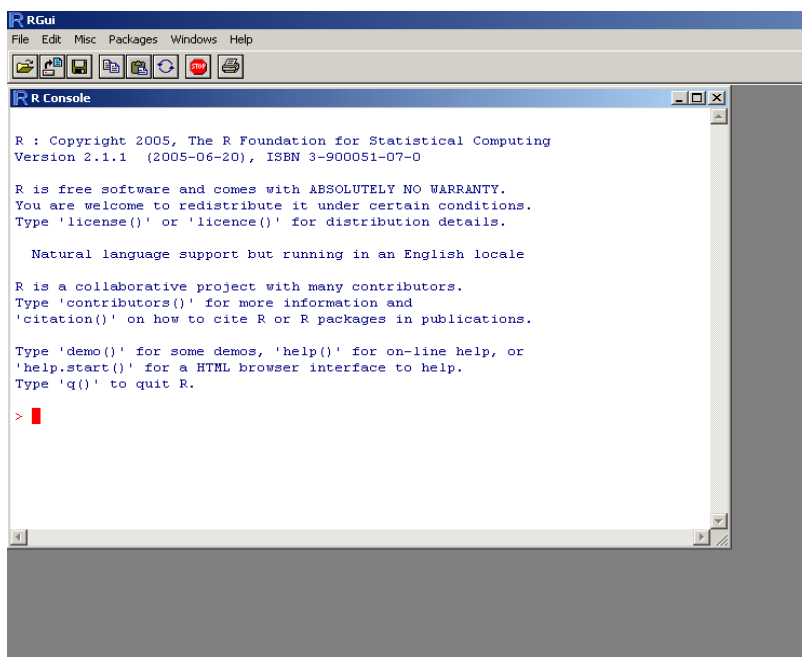 RGui
File Edit Misc Packages Windows Help
STOP
R Console
R : Copyright 2005, The R Foundation for Statistical Computing
Version 2.1.1  (2005-06-20), ISBN 3-900051-07-0
R is free software and comes with ABSOLUTELY NO WARRANTY.
You are welcome to redistribute it under certain conditions.
Type 'license()' or 'licence()' for distribution details.
Natural language support but running in an English locale
R is a collaborative project with many contributors.
Type 'contributors()' for more information and
'citation()' on how to cite R or R packages in publications.
Type 'demo()' for some demos, 'help()' for on-line help, or
'help.start()' for a HTML browser interface to help.
Type 'q()' to quit R.
>